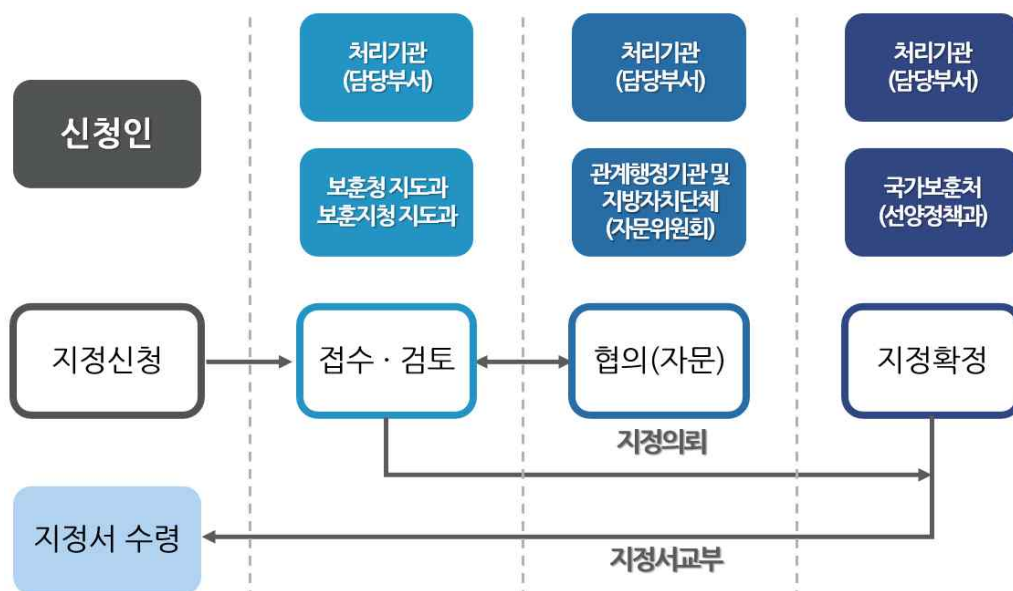 처리기관
(담당부서)
처리기관
(담당부서)
처리기관
(담당부서)
신청인
보훈청 지도과
보훈지청 지도과
관계행정기관 및
지방자치단체
(자문위원회)
국가보훈처
(선양정책과)
지정신청
접수 · 검토
협의(자문)
지정확정
지정의뢰
지정서 수령
지정서교부